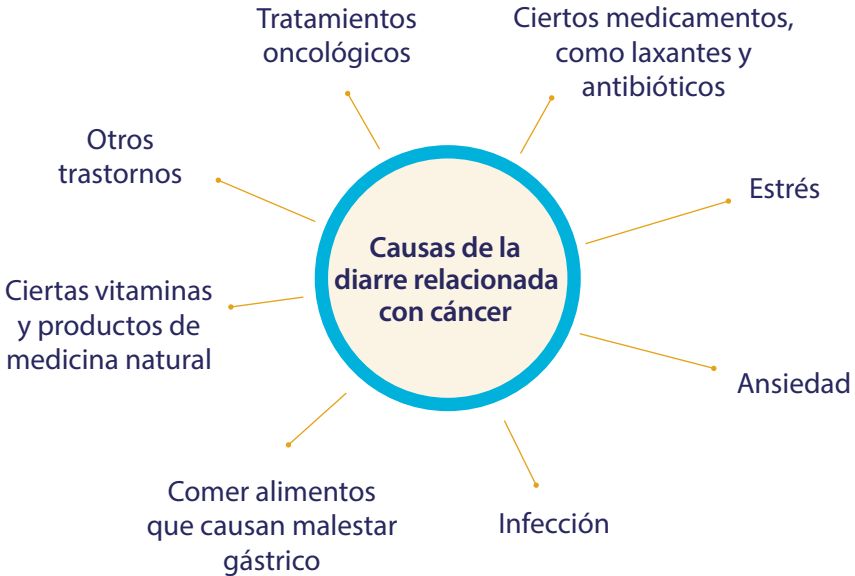 Tratamientos
oncológicos
Ciertos medicamentos,
como laxantes y
antibióticos
Otros
trastornos
Estrés
Causas de la
diarre relacionada
con cáncer
Ciertas vitaminas
y productos de
medicina natural
Ansiedad
Comer alimentos
que causan malestar
gástrico
Infección